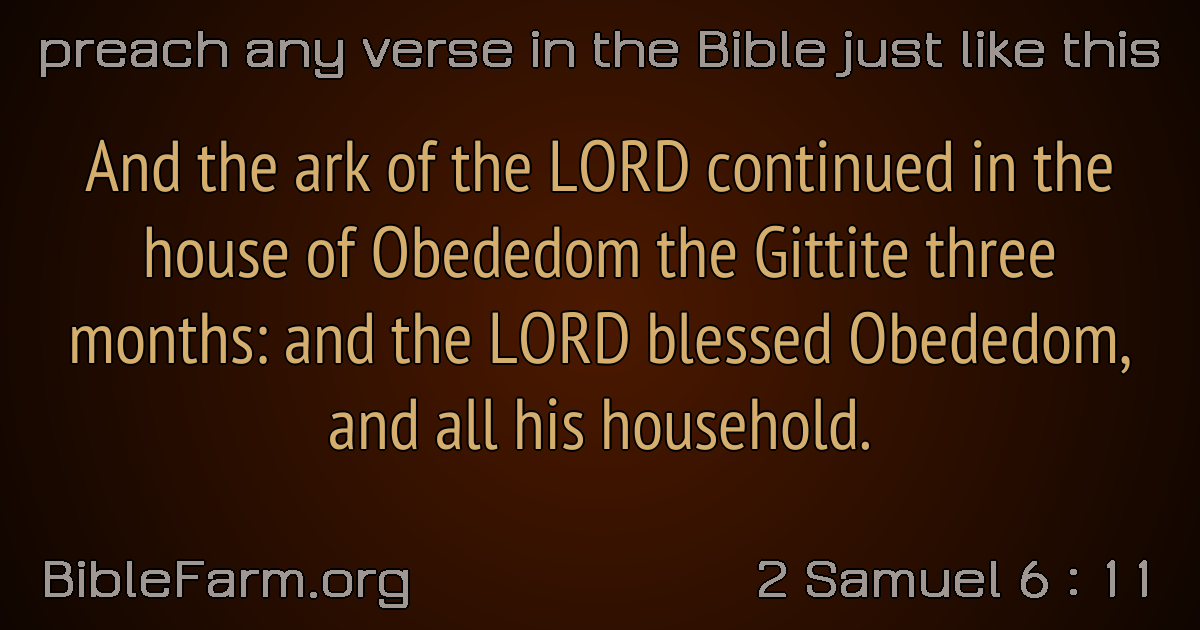 preach any verse in the Bible just like this
And the ark of the LORD continued in the
house of Obededom the Gittite three
months: and the LORD blessed Obededom,
and all his household.
BibleFarm.org
2 Samuel 6 : 11